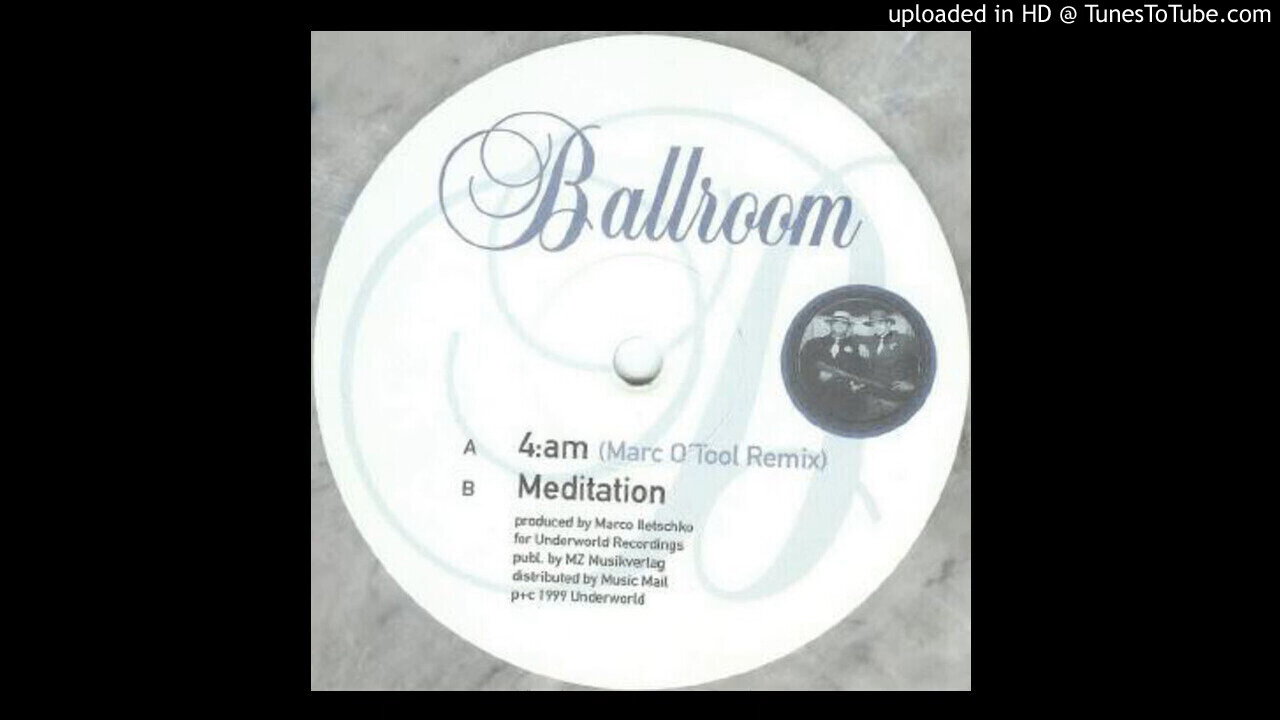 uploaded in HD @ TunesToTube.com
Ballroom
A 4:am (Marc O'Tool Remix)
B Meditation
produced by Marco Iletschko
for Underworld Recordings
publ. by MZ Musikverlag
distributed by Music Mail
p+c 1999 Underworld